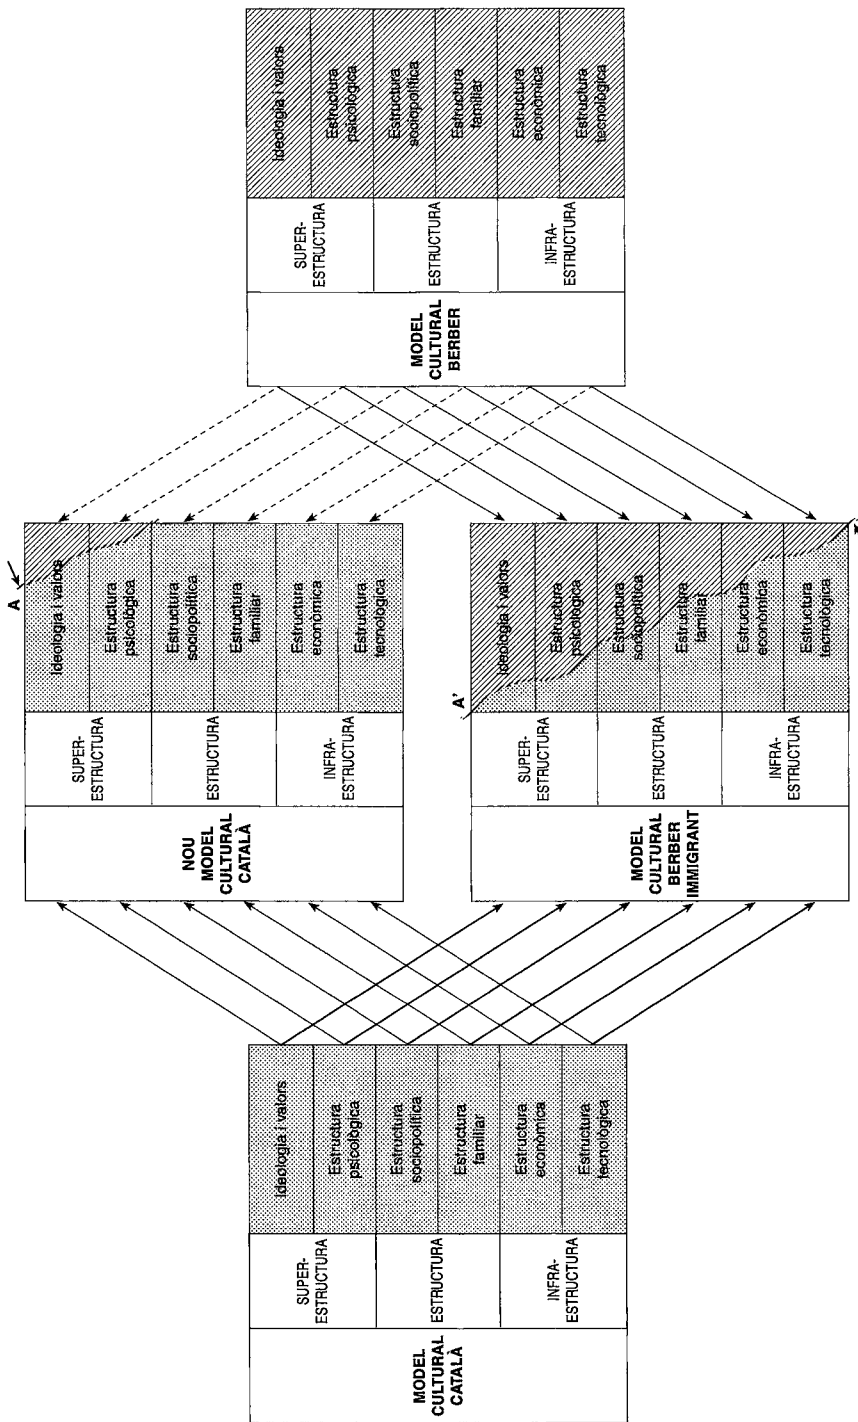 MODEL
CULTURAL
CATALÀ
SUPER-
ESTRUCTURA
ESTRUCTURA
INFRA-
ESTRUCTURA
Ideologia i valors
Estructura
psicològica
Estructura
sociopolítica
Estructura
familiar
Estructura
econòmica
Estructura
tecnològica
NOU
MODEL
CULTURAL
CATALÀ
SUPER-
ESTRUCTURA
ESTRUCTURA
INFRA-
ESTRUCTURA
Ideologia i valors
Estructura
psicològica
Estructura
sociopolítica
Estructura
familiar
Estructura
econòmica
Estructura
tecnològica
A
MODEL
CULTURAL
BERBER
IMMIGRANT
SUPER-
ESTRUCTURA
ESTRUCTURA
INFRA-
ESTRUCTURA
A'
Ideologia i valors
Estructura
psicològica
Estructura
sociopolítica
Estructura
familiar
Estructura
econòmica
Estructura
tecnològica
MODEL
CULTURAL
BERBER
SUPER-
ESTRUCTURA
ESTRUCTURA
INFRA-
ESTRUCTURA
Ideologia i valors
Estructura
psicològica
Estructura
sociopolítica
Estructura
familiar
Estructura
econòmica
Estructura
tecnològica